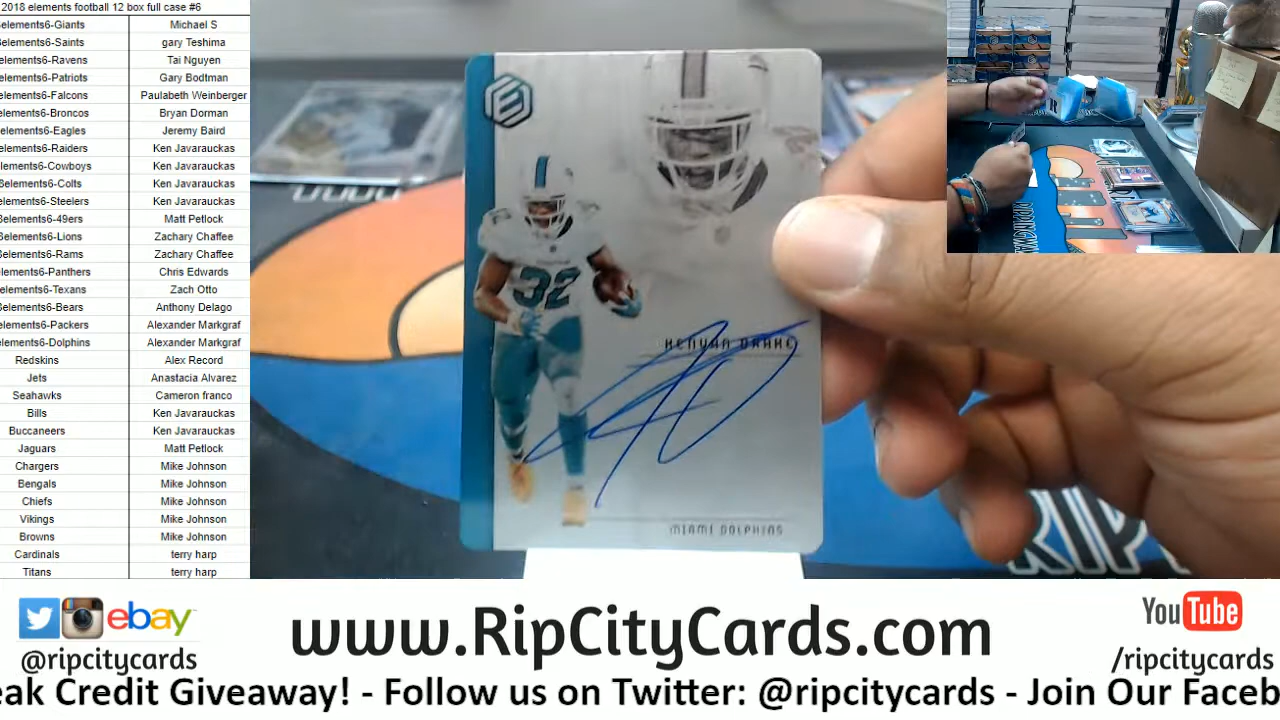 2018 elements football 12 box full case #6
elements6-Giants Michael S
elements6-Saints gary Teshima
elements6-Ravens Tai Nguyen
elements6-Patriots Gary Bodtman
elements6-Falcons Paulabeth Weinberger
elements6-Broncos Bryan Dorman
elements6-Eagles Jeremy Baird
elements6-Raiders Ken Javarauckas
elements6-Cowboys Ken Javarauckas
8elements6-Colts Ken Javarauckas
elements6-Steelers Ken Javarauckas
8elements6-49ers Matt Petlock
8elements6-Lions Zachary Chaffee
8elements6-Rams Zachary Chaffee
lements6-Panthers Chris Edwards
elements6-Texans Zach Otto
8elements6-Bears Anthony Delago
elements6-Packers Alexander Markgraf
elements6-Dolphins Alexander Markgraf
Redskins Alex Record
Jets Anastacia Alvarez
Seahawks Cameron franco
Bills Ken Javarauckas
Buccaneers Ken Javarauckas
Jaguars Matt Petlock
Chargers Mike Johnson
Bengals Mike Johnson
Chiefs Mike Johnson
Vikings Mike Johnson
Browns Mike Johnson
Cardinals terry harp
Titans terry harp
32
KENYAN DRAKE
MIAMI DOLPHINS
RIP
ebay
@ripcitycards
www.RipCityCards.com
YouTube
/ripcitycards
eak Credit Giveaway! - Follow us on Twitter: @ripcitycards - Join Our Faceb